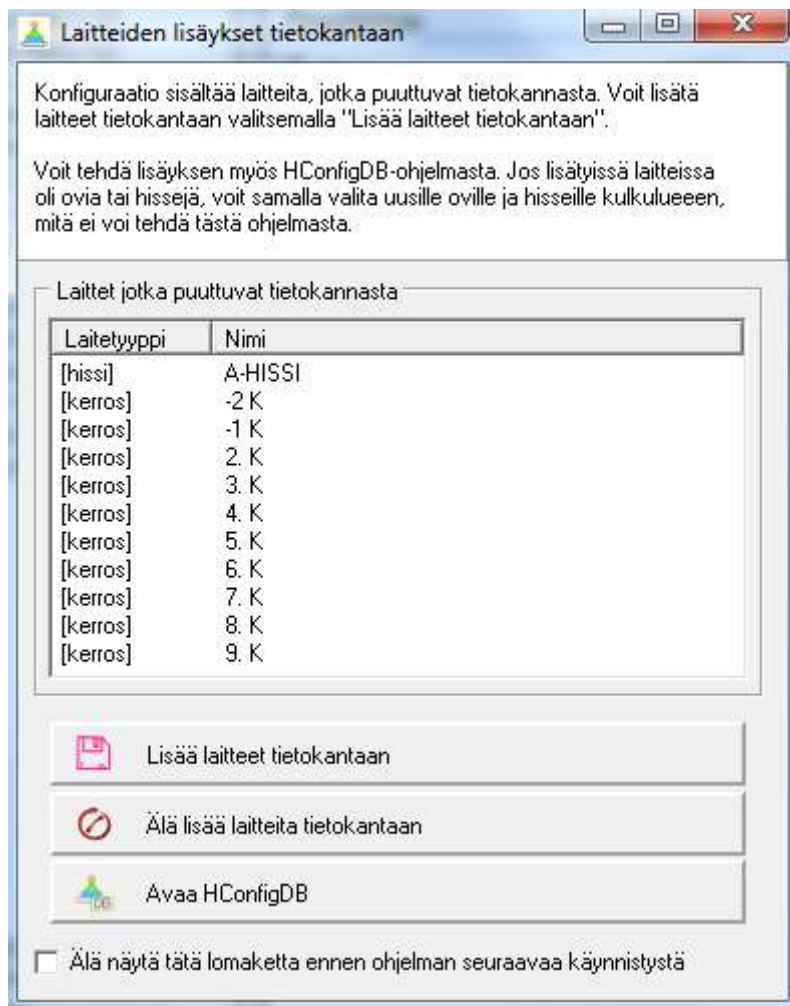 Laitteiden lisäykset tietokantaan
Konfiguraatio sisältää laitteita, jotka puuttuvat tietokannasta. Voit lisätä
laitteet tietokantaan valitsemalla "Lisää laitteet tietokantaan".
Voit tehdä lisäyksen myös HConfigDB-ohjelmasta. Jos lisätyissä laitteissa
oli ovia tai hissejä, voit samalla valita uusille oville ja hisseille kulkulueeen,
mitä ei voi tehdä tästä ohjelmasta.
Laittet jotka puuttuvat tietokannasta
Laitetyyppi Nimi
[hissi] A-HISSI
[kerros] -2 K
[kerros] -1 K
[kerros] 2. K
[kerros] 3. K
[kerros] 4. K
[kerros] 5. K
[kerros] 6. K
[kerros] 7. K
[kerros] 8. K
[kerros] 9. K
Lisää laitteet tietokantaan
Älä lisää laitteita tietokantaan
DB Avaa HConfigDB
Älä näytä tätä lomaketta ennen ohjelman seuraavaa käynnistystä